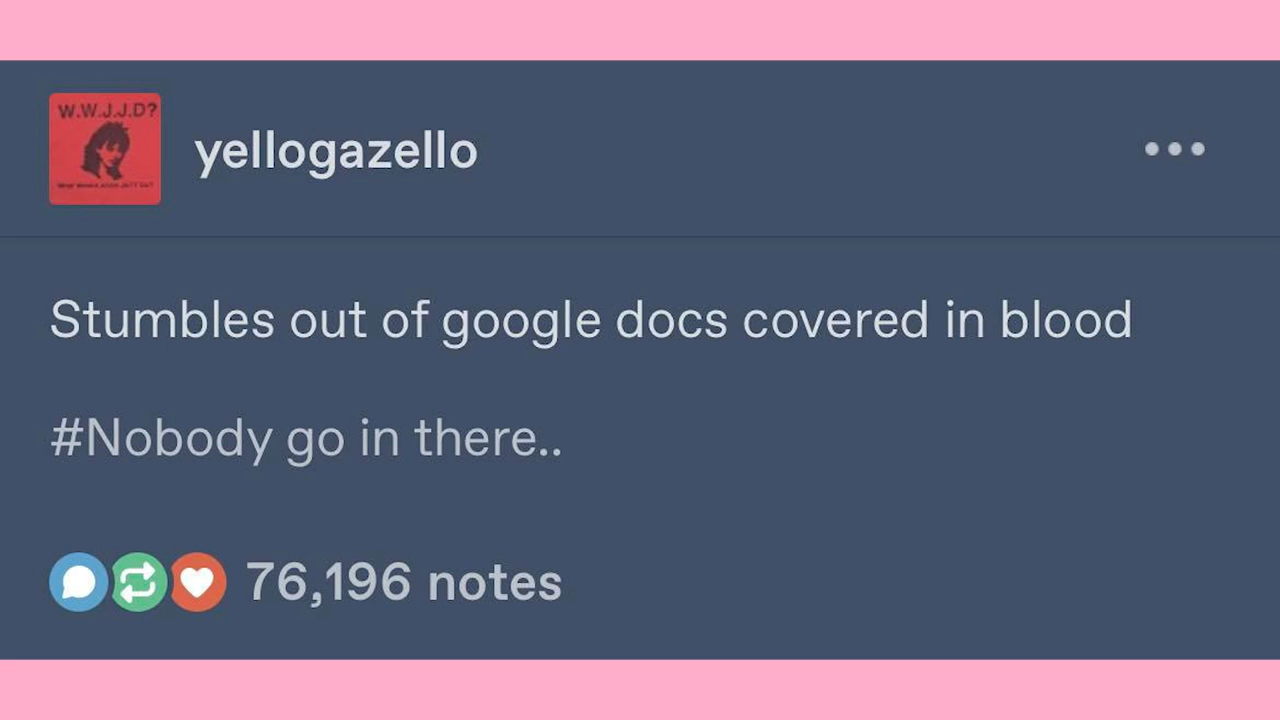 W.W.J.J.D?
yellogazello
Stumbles out of google docs covered in blood
#Nobody go in there..
76,196 notes